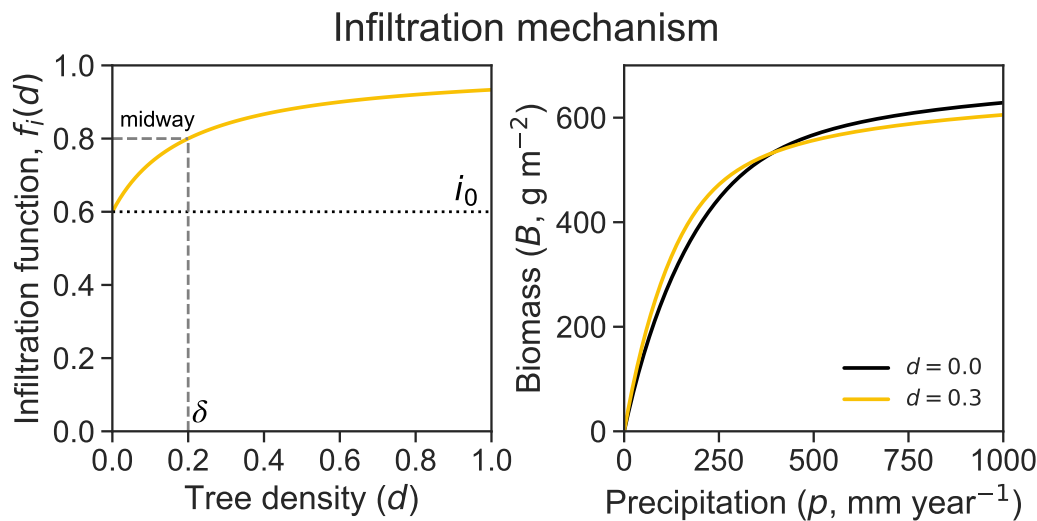 Infiltration mechanism
Infiltration function, f_i(d)
1.0
0.8
0.6
0.4
0.2
0.0
midway
i_0
δ
0.0 0.2 0.4 0.6 0.8 1.0
Tree density (d)
Biomass (B, g m⁻²)
600
400
200
0
d = 0.0
d = 0.3
0 250 500 750 1000
Precipitation (p, mm year⁻¹)